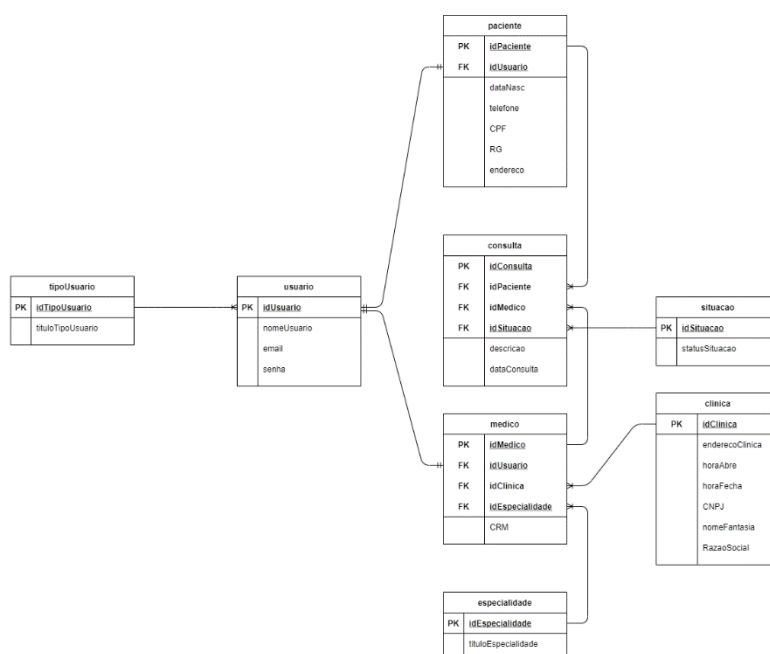 paciente
PK idPaciente
FK idUsuario
dataNasc
telefone
CPF
RG
endereco
consulta
PK idConsulta
FK idPaciente
FK idMedico
FK idSituacao
descricao
dataConsulta
tipoUsuario
PK idTipoUsuario
tituloTipoUsuario
usuario
PK idUsuario
nomeUsuario
email
senha
situacao
PK idSituacao
statusSituacao
medico
PK idMedico
FK idUsuario
FK idClinica
FK idEspecialidade
CRM
clinica
PK idClinica
enderecoClinica
horaAbre
horaFecha
CNPJ
nomeFantasia
RazaoSocial
especialidade
PK idEspecialidade
tituloEspecialidade